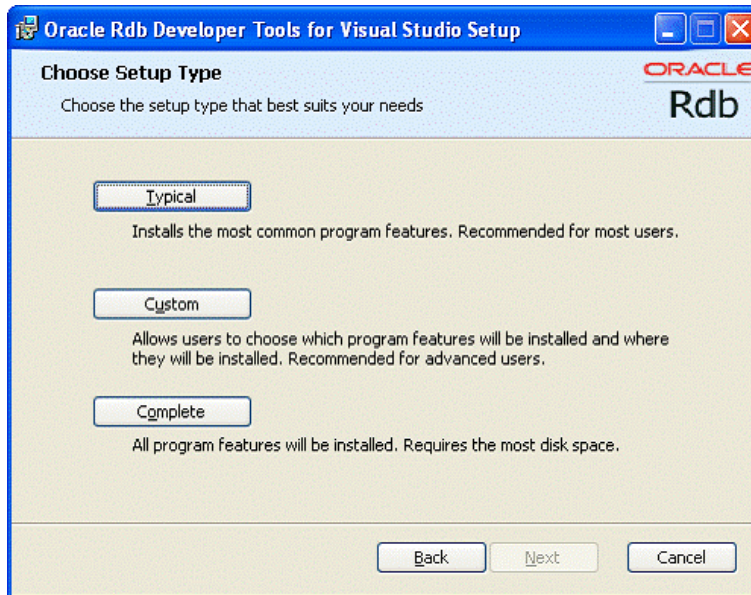 Oracle Rdb Developer Tools for Visual Studio Setup
Choose Setup Type
Choose the setup type that best suits your needs
ORACLE
Rdb
Typical
Installs the most common program features. Recommended for most users.
Custom
Allows users to choose which program features will be installed and where
they will be installed. Recommended for advanced users.
Complete
All program features will be installed. Requires the most disk space.
Back
Next
Cancel